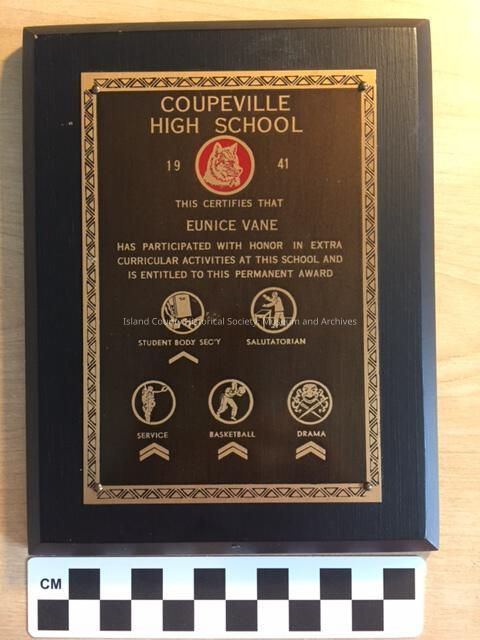 COUPEVILLE
HIGH SCHOOL
19 41
THIS CERTIFIES THAT
EUNICE VANE
HAS PARTICIPATED WITH HONOR IN EXTRA
CURRICULAR ACTIVITIES AT THIS SCHOOL AND
IS ENTITLED TO THIS PERMANENT AWARD
Island County Historical Society, Museum and Archives
STUDENT BODY SEC'Y SALUTATORIAN
SERVICE BASKETBALL DRAMA
CM